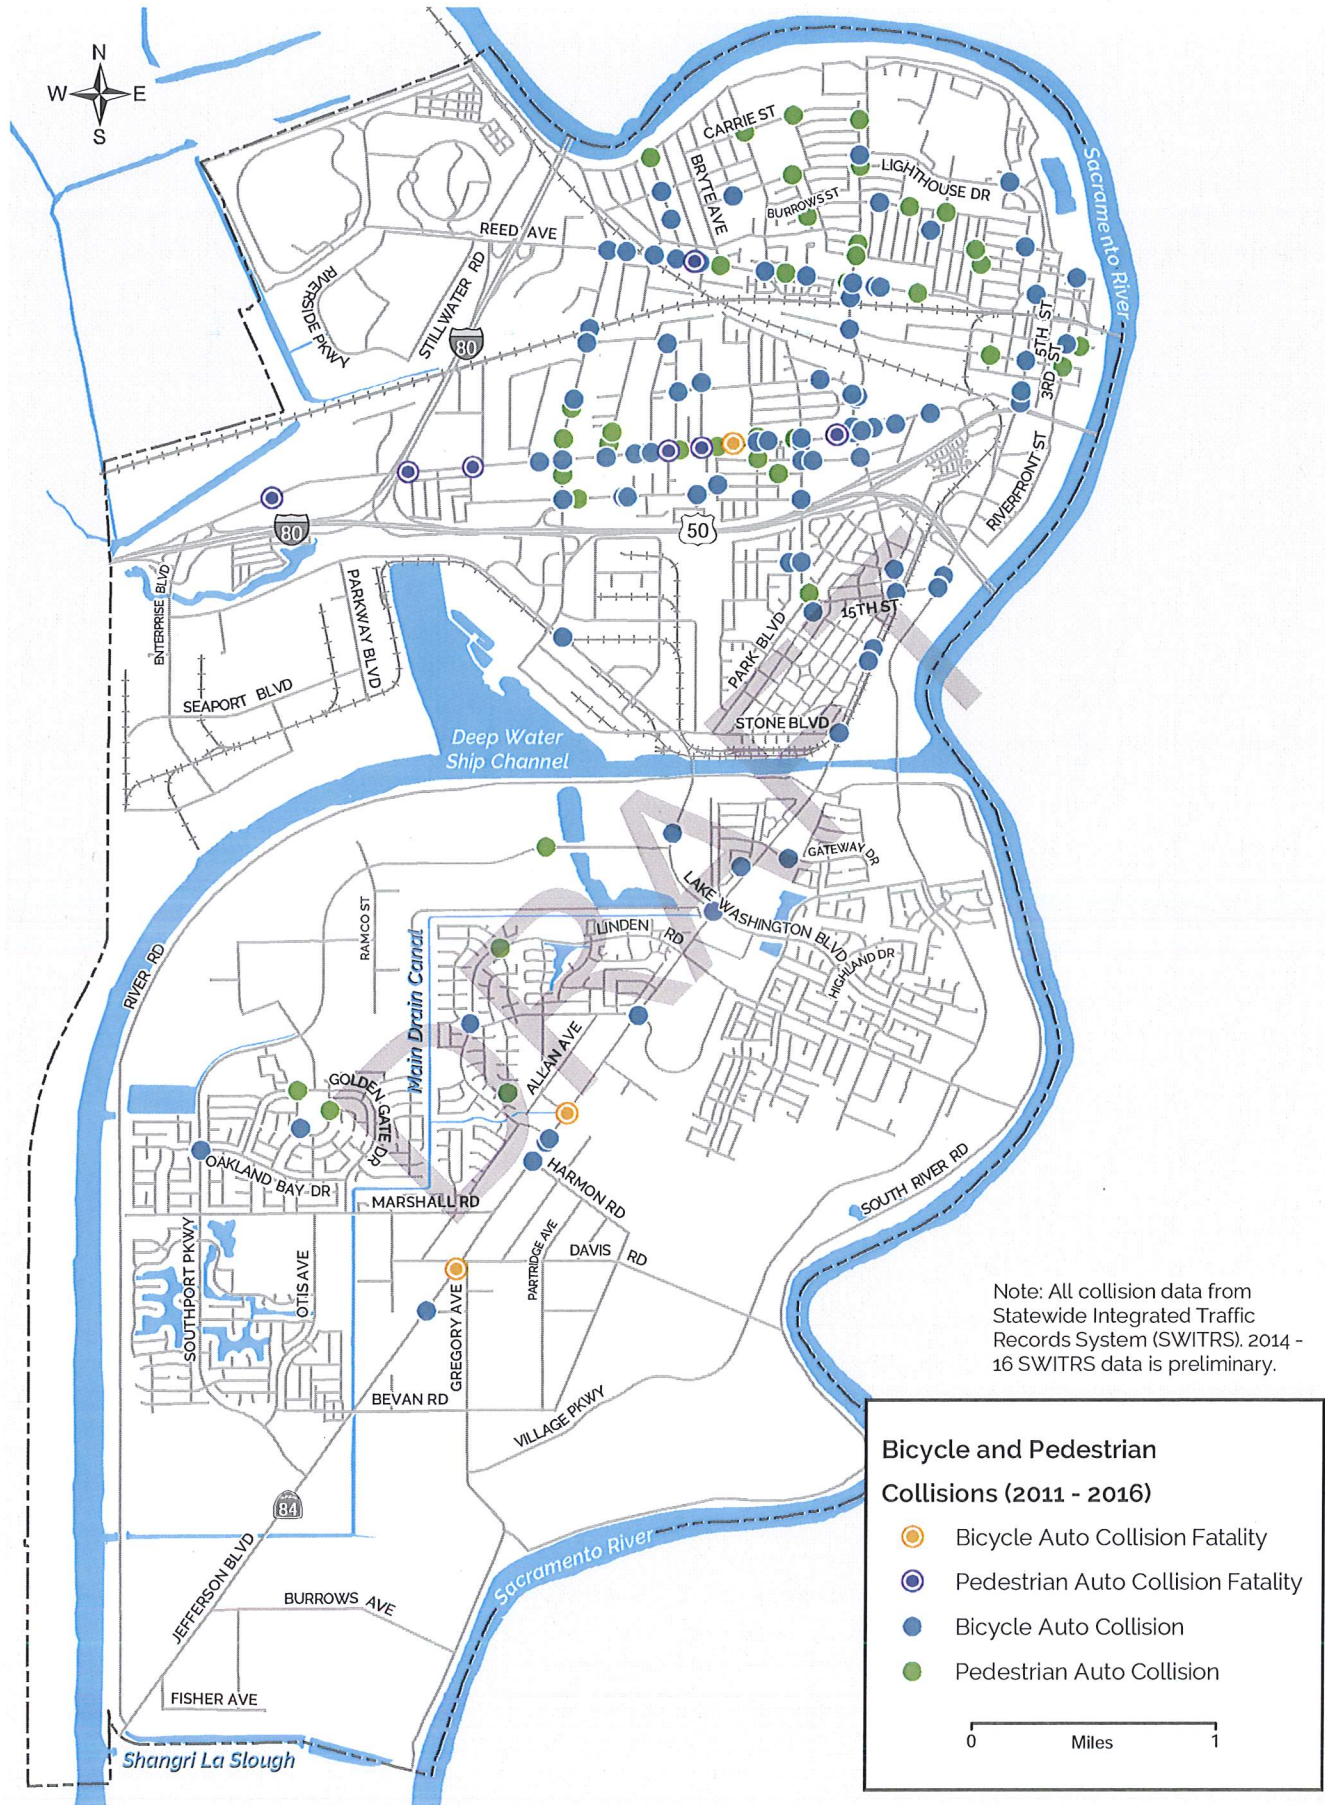 N
W E
S
CARRIE ST
BRYTE AVE
LIGHTHOUSE DR
BURROWS ST
Sacramento River
REED AVE
STILLWATER RD
RIVERSIDE PKWY
80
5TH ST
3RD ST
RIVERFRONT ST
80
50
ENTERPRISE BLVD
PARKWAY BLVD
15TH ST
PARK BLVD
SEAPORT BLVD
STONE BLVD
Deep Water
Ship Channel
GATEWAY DR
LAKE WASHINGTON BLVD
RAMCO ST
LINDEN RD
HIGHLAND DR
RIVER RD
Main Drain Canal
ALLAN AVE
GOLDEN GATE DR
OAKLAND BAY DR
HARMON RD
SOUTH RIVER RD
MARSHALL RD
SOUTHPORT PKWY
OTIS AVE
PARTRIDGE AVE
DAVIS RD
GREGORY AVE
BEVAN RD
VILLAGE PKWY
84
JEFFERSON BLVD
Sacramento River
BURROWS AVE
FISHER AVE
Shangri La Slough
DRAFT
Note: All collision data from
Statewide Integrated Traffic
Records System (SWITRS). 2014 -
16 SWITRS data is preliminary.
Bicycle and Pedestrian
Collisions (2011 - 2016)
Bicycle Auto Collision Fatality
Pedestrian Auto Collision Fatality
Bicycle Auto Collision
Pedestrian Auto Collision
0 Miles 1